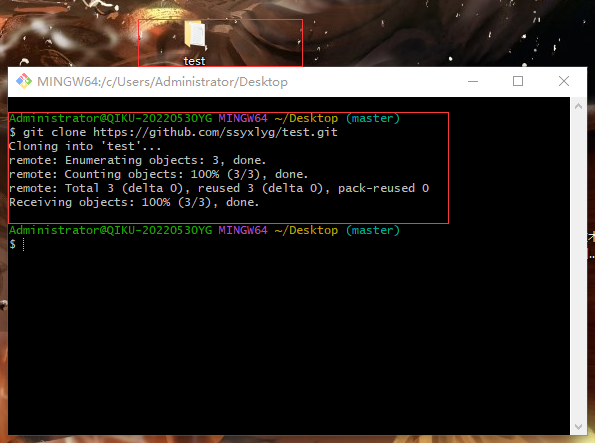 test
MINGW64:/c/Users/Administrator/Desktop
Administrator@QIKU-20220530YG MINGW64 ~/Desktop (master)
$ git clone https://github.com/ssyxlyg/test.git
Cloning into 'test'...
remote: Enumerating objects: 3, done.
remote: Counting objects: 100% (3/3), done.
remote: Total 3 (delta 0), reused 3 (delta 0), pack-reused 0
Receiving objects: 100% (3/3), done.
Administrator@QIKU-20220530YG MINGW64 ~/Desktop (master)
$